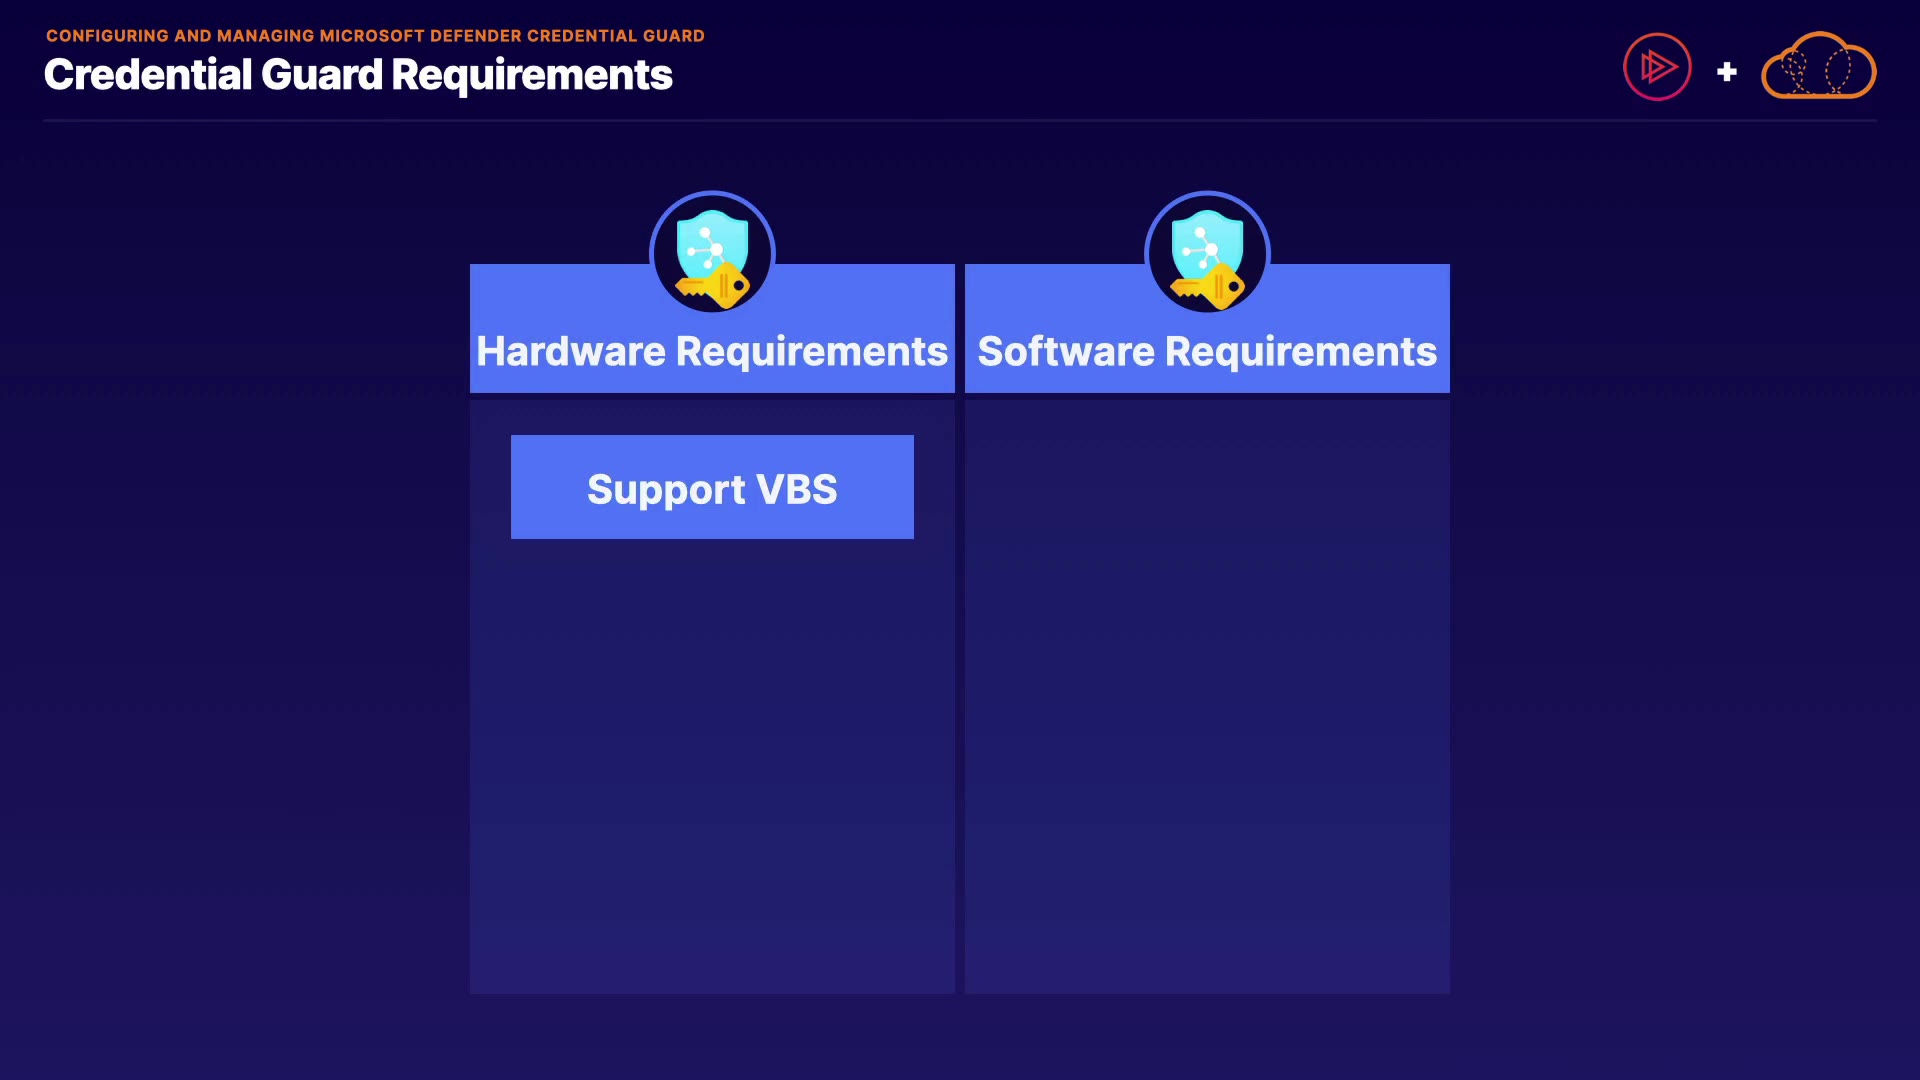 CONFIGURING AND MANAGING MICROSOFT DEFENDER CREDENTIAL GUARD
Credential Guard Requirements
+
Hardware Requirements
Software Requirements
Support VBS